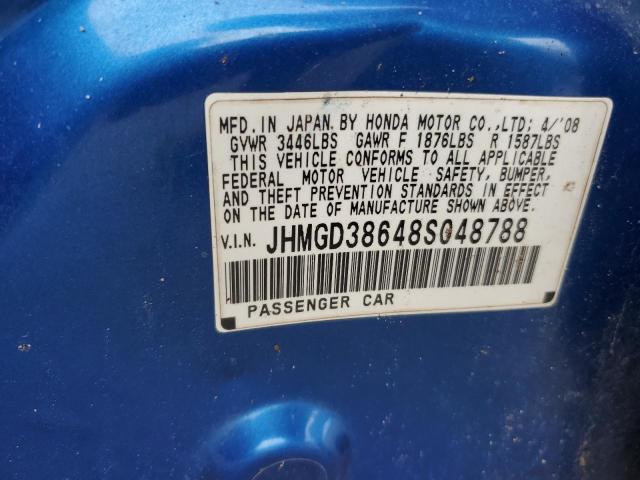 MFD. IN JAPAN BY HONDA MOTOR CO., LTD; 4/'08
GVWR 3446LBS GAWR F 1876LBS R 1587LBS
THIS VEHICLE CONFORMS TO ALL APPLICABLE
FEDERAL MOTOR VEHICLE SAFETY, BUMPER,
AND THEFT PREVENTION STANDARDS IN EFFECT
ON THE DATE OF MANUFACTURE SHOWN ABOVE.
V.I.N. JHMGD38648S048788
PASSENGER CAR